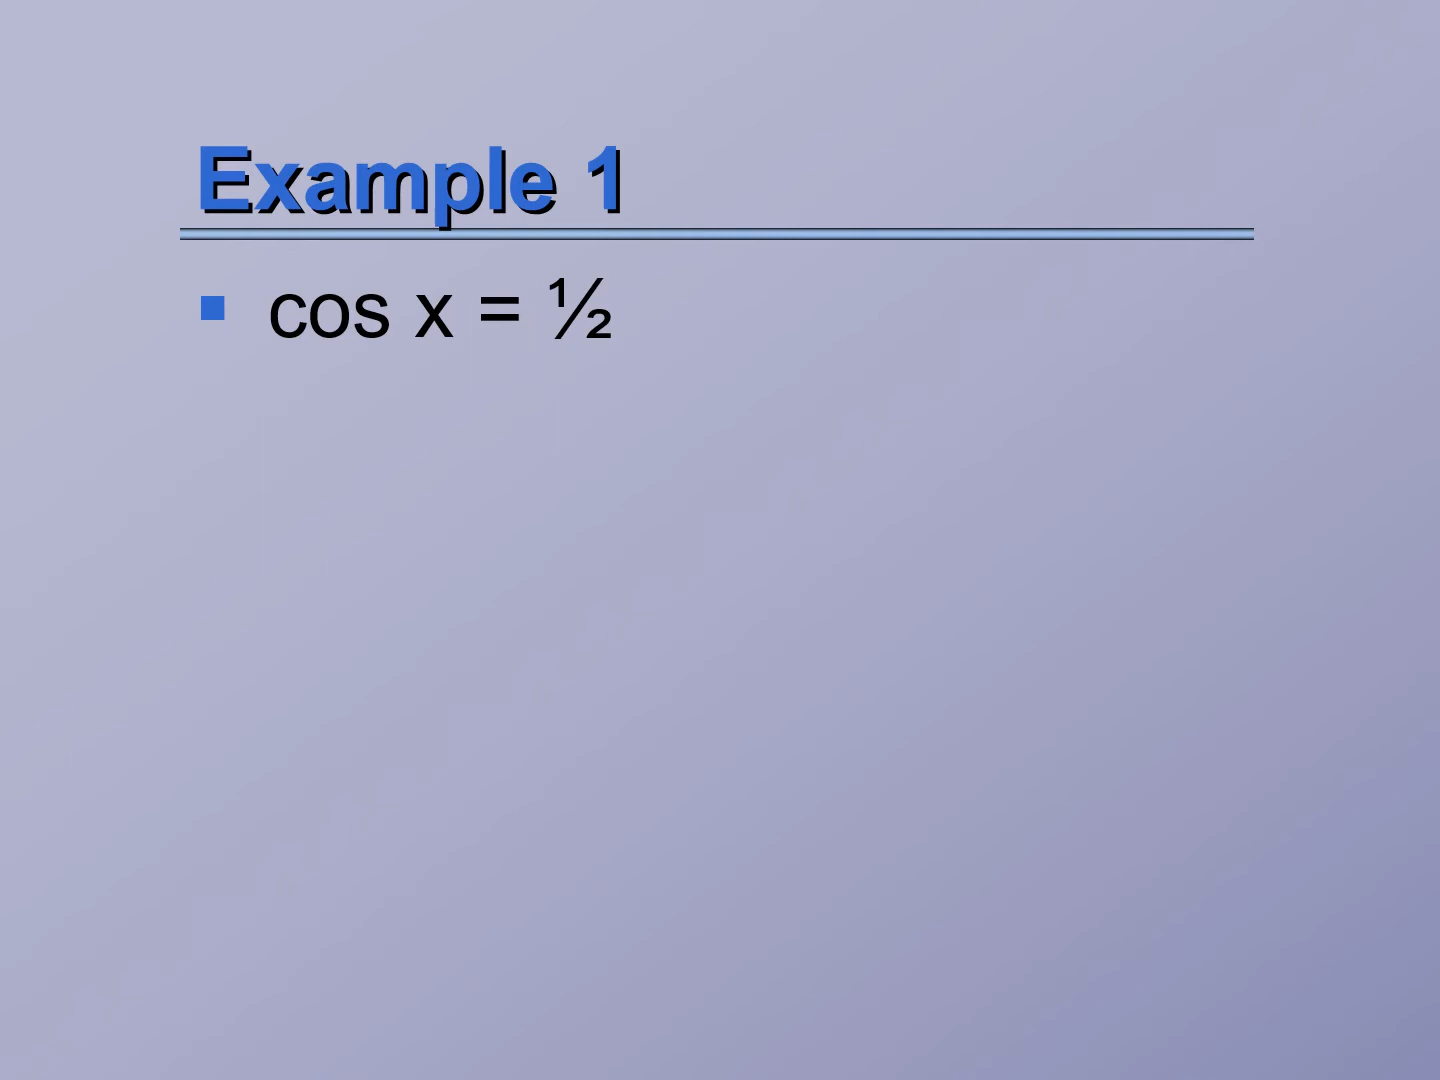 Example 1
cos x = ½